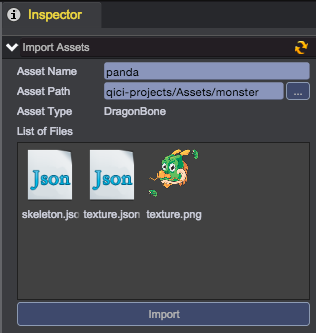 Inspector
Import Assets
Asset Name panda
Asset Path qici-projects/Assets/monster ...
Asset Type DragonBone
List of Files
Json Json
skeleton.jso texture.json texture.png
Import